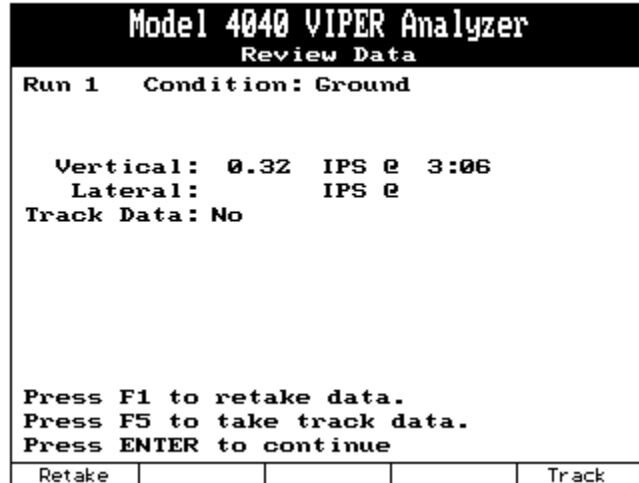 Model 4040 VIPER Analyzer
Review Data
Run 1 Condition: Ground
Vertical: 0.32 IPS @ 3:06
Lateral: IPS @
Track Data: No
Press F1 to retake data.
Press F5 to take track data.
Press ENTER to continue
Retake Track